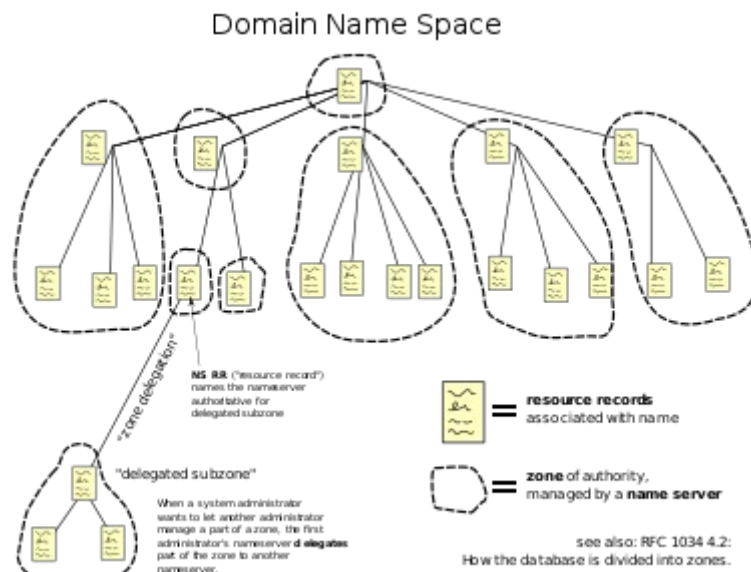 Domain Name Space
"zone delegation"
NS RR ("resource record")
names the nameserver
authoritative for
delegated subzone
resource records
associated with name
"delegated subzone"
When a system administrator
wants to let another administrator
manage a part of a zone, the first
administrator's nameserver delegates
part of the zone to another
nameserver.
zone of authority,
managed by a name server
see also: RFC 1034 4.2:
How the database is divided into zones.